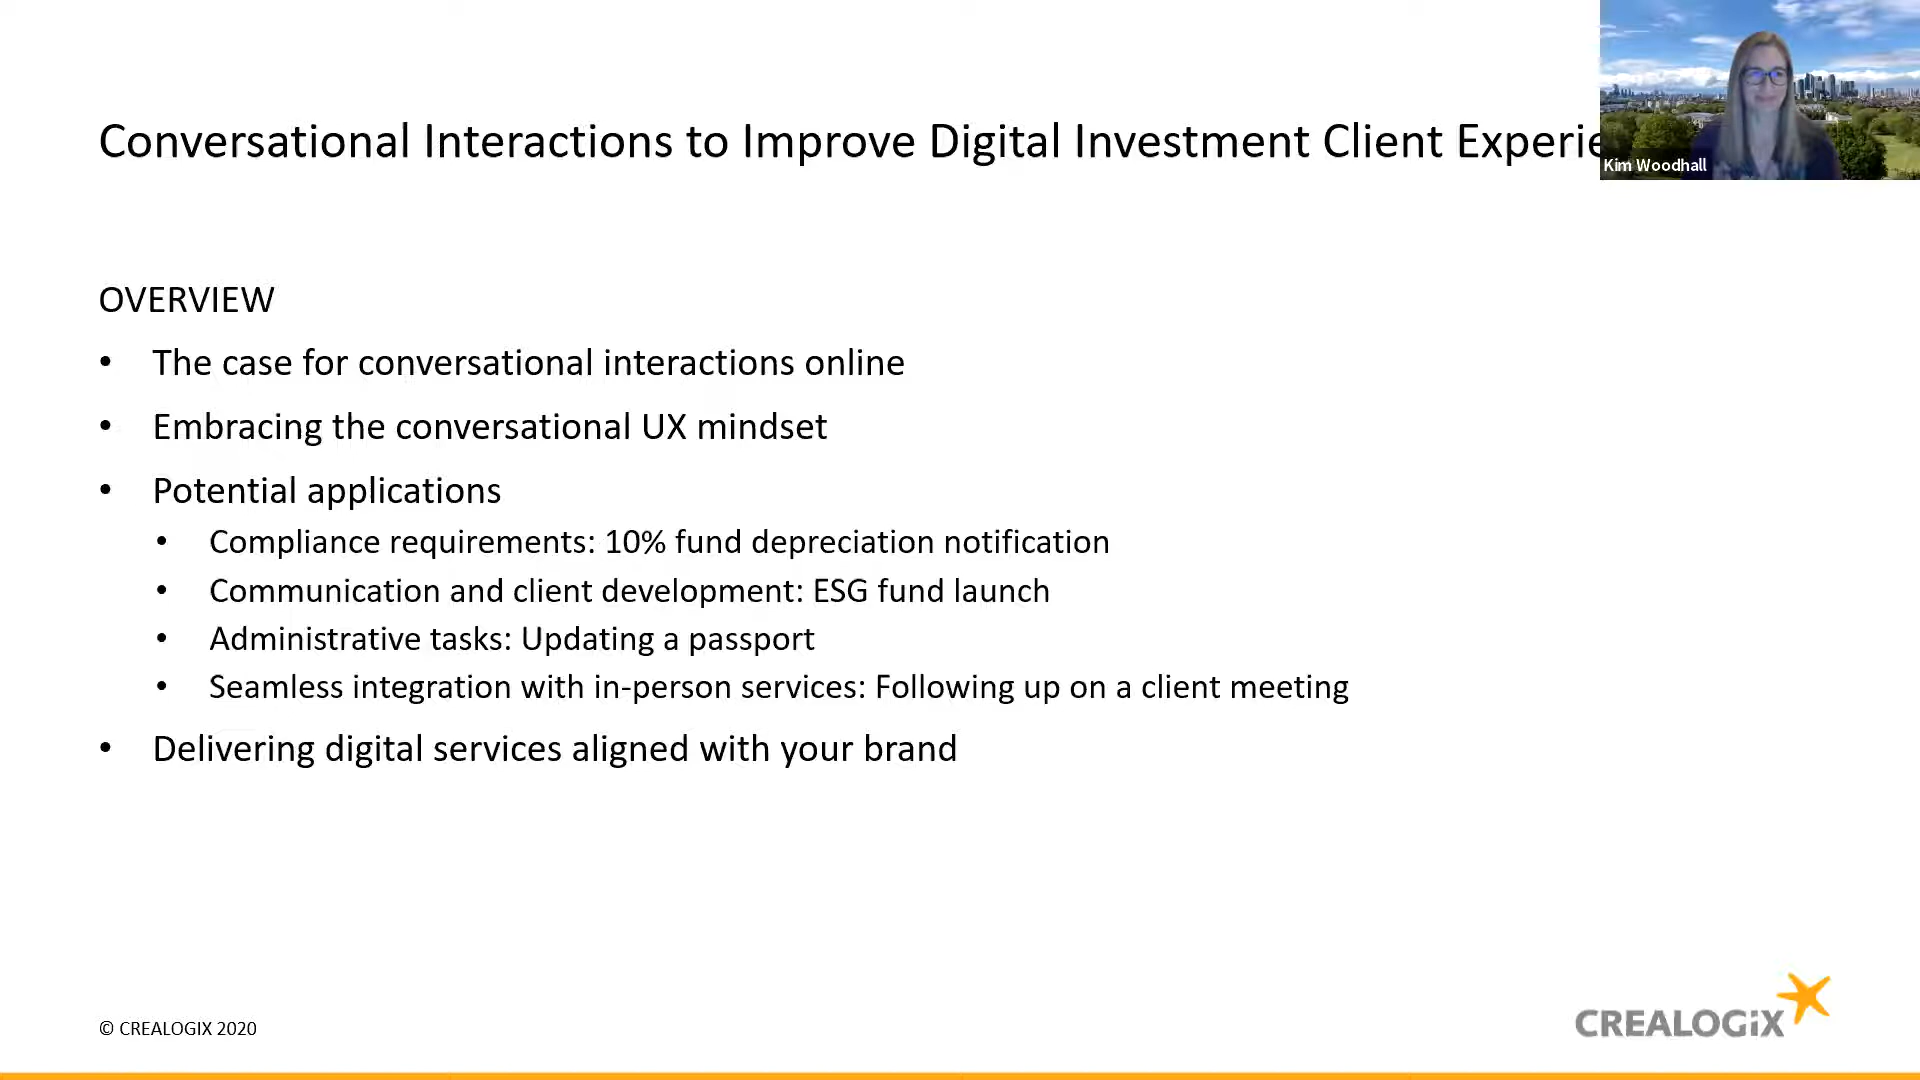 Conversational Interactions to Improve Digital Investment Client Experie
Kim Woodhall
OVERVIEW
• The case for conversational interactions online
• Embracing the conversational UX mindset
• Potential applications
• Compliance requirements: 10% fund depreciation notification
• Communication and client development: ESG fund launch
• Administrative tasks: Updating a passport
• Seamless integration with in-person services: Following up on a client meeting
• Delivering digital services aligned with your brand
© CREALOGIX 2020
CREALOGiX